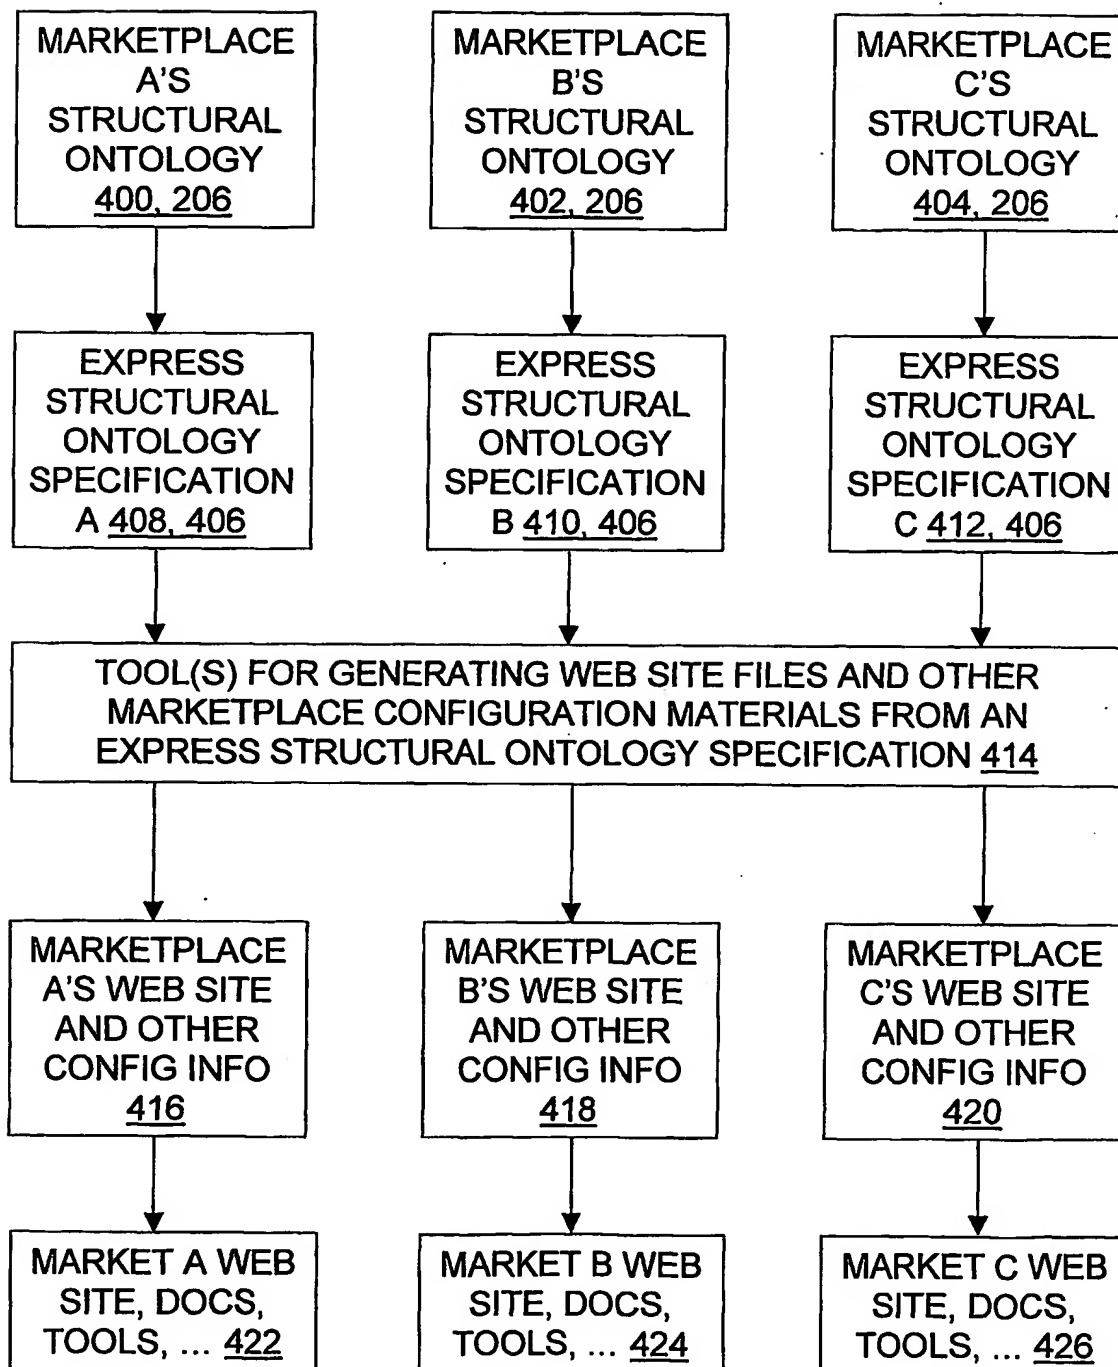 MARKETPLACE
A'S
STRUCTURAL
ONTOLOGY
400, 206
MARKETPLACE
B'S
STRUCTURAL
ONTOLOGY
402, 206
MARKETPLACE
C'S
STRUCTURAL
ONTOLOGY
404, 206
EXPRESS
STRUCTURAL
ONTOLOGY
SPECIFICATION
A 408, 406
EXPRESS
STRUCTURAL
ONTOLOGY
SPECIFICATION
B 410, 406
EXPRESS
STRUCTURAL
ONTOLOGY
SPECIFICATION
C 412, 406
TOOL(S) FOR GENERATING WEB SITE FILES AND OTHER
MARKETPLACE CONFIGURATION MATERIALS FROM AN
EXPRESS STRUCTURAL ONTOLOGY SPECIFICATION 414
MARKETPLACE
A'S WEB SITE
AND OTHER
CONFIG INFO
416
MARKETPLACE
B'S WEB SITE
AND OTHER
CONFIG INFO
418
MARKETPLACE
C'S WEB SITE
AND OTHER
CONFIG INFO
420
MARKET A WEB
SITE, DOCS,
TOOLS, ... 422
MARKET B WEB
SITE, DOCS,
TOOLS, ... 424
MARKET C WEB
SITE, DOCS,
TOOLS, ... 426